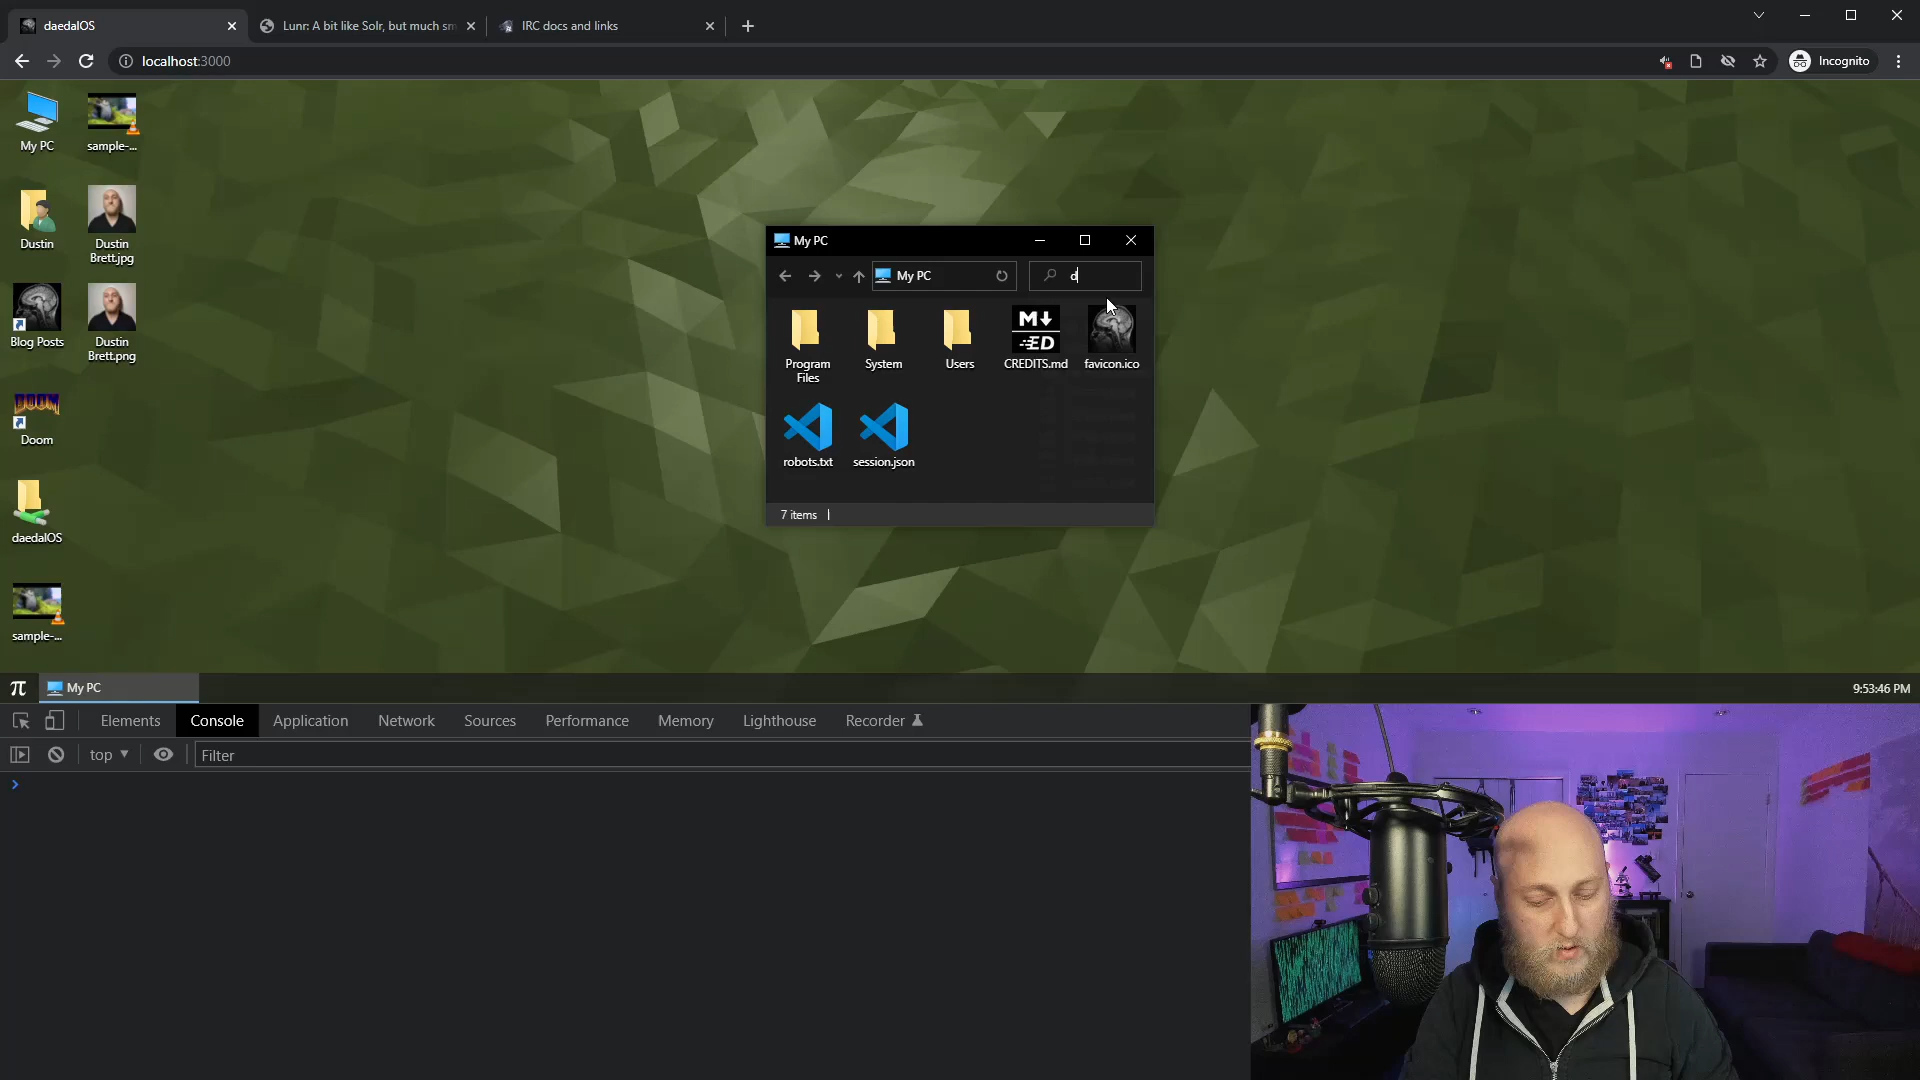 daedalOS
Lunr: A bit like Solr, but much sm
IRC docs and links
localhost:3000
Incognito
My PC
sample-...
Dustin
Dustin
Brett.jpg
Blog Posts
Dustin
Brett.png
Doom
DOOM
daedalOS
sample-...
My PC
My PC
d
Program
Files
System
Users
M
ED
CREDITS.md
favicon.ico
robots.txt
session.json
7 items
π
My PC
9:53:46 PM
Elements
Console
Application
Network
Sources
Performance
Memory
Lighthouse
Recorder
top
Filter